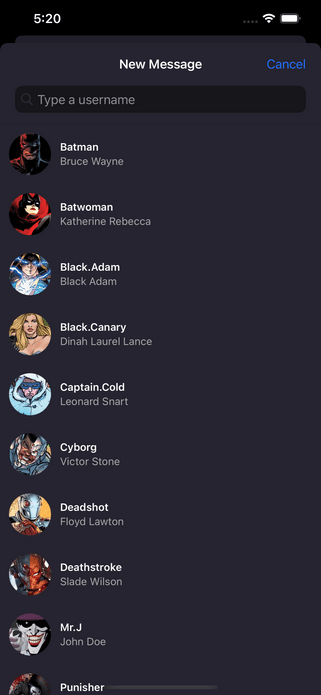 5:20
New Message
Cancel
Type a username
Batman
Bruce Wayne
Batwoman
Katherine Rebecca
Black.Adam
Black Adam
Black.Canary
Dinah Laurel Lance
Captain.Cold
Leonard Snart
Cyborg
Victor Stone
Deadshot
Floyd Lawton
Deathstroke
Slade Wilson
Mr.J
John Doe
Punisher